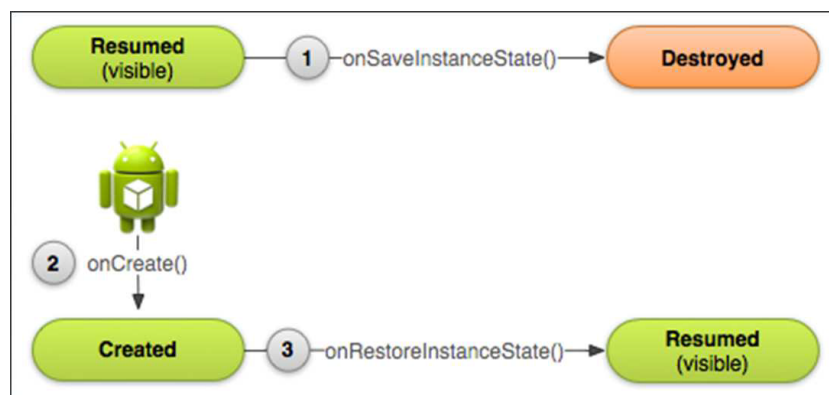 Resumed
(visible)
1
onSaveInstanceState()
Destroyed
2
onCreate()
Created
3
onRestoreInstanceState()
Resumed
(visible)